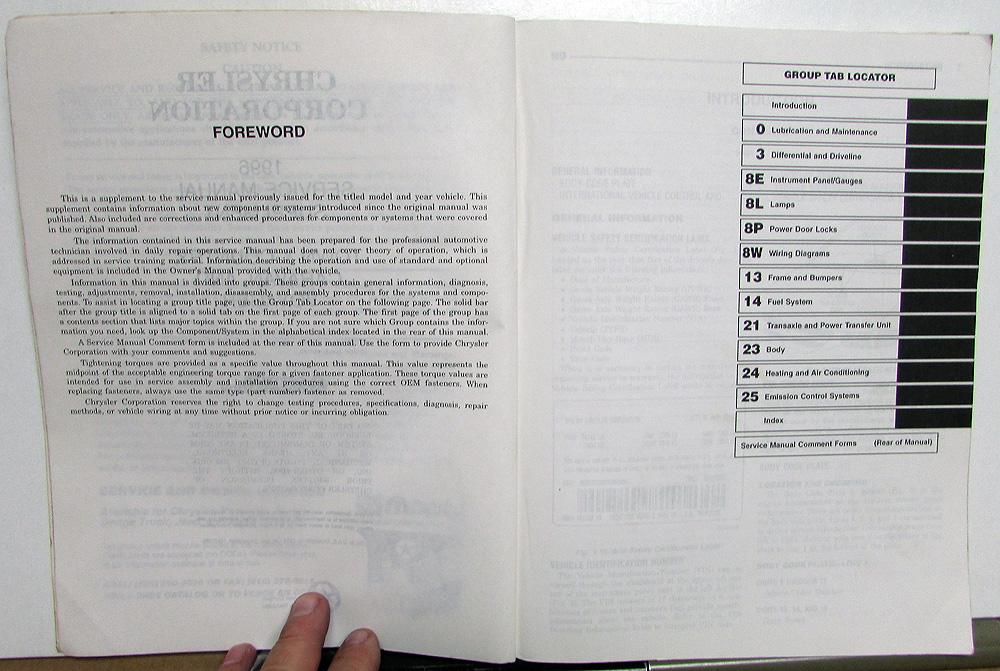 FOREWORD
This is a supplement to the service manual previously issued for the titled model and year vehicle. This
supplement contains information about new components or systems introduced since the original manual was
published. Also included are corrections and enhanced procedures for components or systems that were covered
in the original manual.
The information contained in this service manual has been prepared for the professional automotive
technician involved in daily repair operations. This manual does not cover theory of operation, which is
addressed in service training material. Information describing the operation and use of standard and optional
equipment is included in the Owner's Manual provided with the vehicle.
Information in this manual is divided into groups. These groups contain general information, diagnosis,
testing, adjustments, removal, installation, disassembly, and assembly procedures for the systems and compo-
nents. To assist in locating a group title page, use the Group Tab Locator on the following page. The solid bar
after the group title is aligned to a solid tab on the first page of each group. The first page of the group has
a contents section that lists major topics within the group. If you are not sure which Group contains the infor-
mation you need, look up the Component/System in the alphabetical index located in the rear of this manual.
A Service Manual Comment form is included at the rear of this manual. Use the form to provide Chrysler
Corporation with your comments and suggestions.
Tightening torques are provided as a specific value throughout this manual. This value represents the
midpoint of the acceptable engineering torque range for a given fastener application. These torque values are
intended for use in service assembly and installation procedures using the correct OEM fasteners. When
replacing fasteners, always use the same type (part number) fastener as removed.
Chrysler Corporation reserves the right to change testing procedures, specifications, diagnosis, repair
methods, or vehicle wiring at any time without prior notice or incurring obligation.
GROUP TAB LOCATOR
Introduction
0 Lubrication and Maintenance
3 Differential and Driveline
8E Instrument Panel/Gauges
8L Lamps
8P Power Door Locks
8W Wiring Diagrams
13 Frame and Bumpers
14 Fuel System
21 Transaxle and Power Transfer Unit
23 Body
24 Heating and Air Conditioning
25 Emission Control Systems
Index
Service Manual Comment Forms (Rear of Manual)